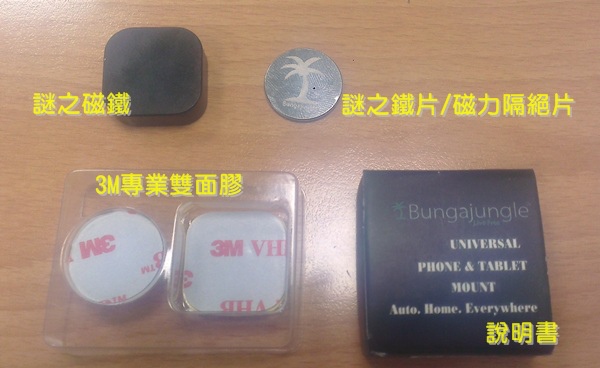 謎之磁鐵
謎之鐵片/磁力隔絕片
Bungajungle
3M專業雙面膠
3M
3M VHB
VHB
Bungajungle
UNIVERSAL
PHONE & TABLET
MOUNT
Auto. Home. Everywhere
說明書